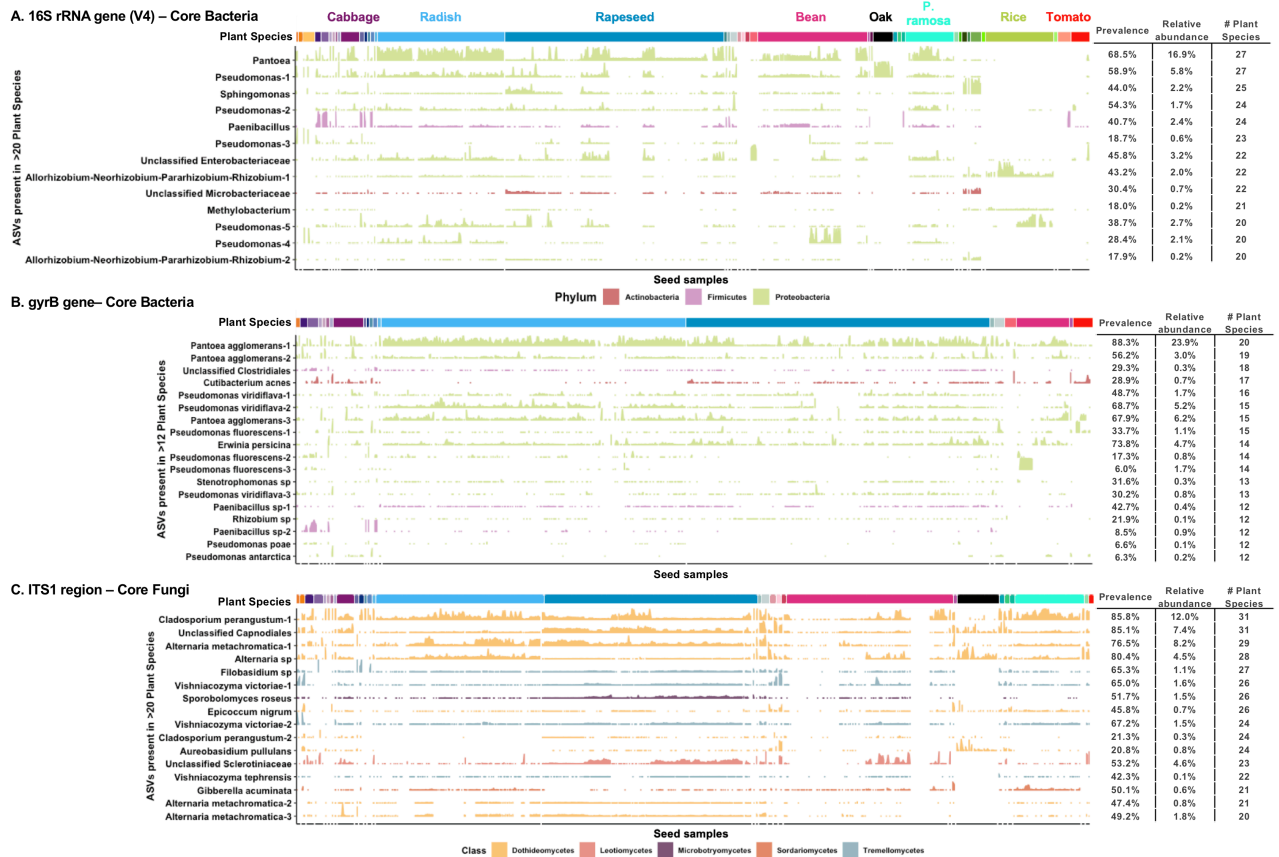 A. 16S rRNA gene (V4) – Core Bacteria
Cabbage Radish Rapeseed Bean Oak P. ramosa Rice Tomato
Plant Species Prevalence Relative abundance # Plant Species
Pantoea 68.5% 16.9% 27
Pseudomonas-1 58.9% 5.8% 27
Sphingomonas 44.0% 2.2% 25
Pseudomonas-2 54.3% 1.7% 24
Paenibacillus 40.7% 2.4% 24
Pseudomonas-3 18.7% 0.6% 23
Unclassified Enterobacteriaceae 45.8% 3.2% 22
Allorhizobium-Neorhizobium-Pararhizobium-Rhizobium-1 43.2% 2.0% 22
Unclassified Microbacteriaceae 30.4% 0.7% 22
Methylobacterium 18.0% 0.2% 21
Pseudomonas-5 38.7% 2.7% 20
Pseudomonas-4 28.4% 2.1% 20
Allorhizobium-Neorhizobium-Pararhizobium-Rhizobium-2 17.9% 0.2% 20
ASVs present in >20 Plant Species
Seed samples
Phylum Actinobacteria Firmicutes Proteobacteria
B. gyrB gene– Core Bacteria
Plant Species Prevalence Relative abundance # Plant Species
Pantoea agglomerans-1 88.3% 23.9% 20
Pantoea agglomerans-2 56.2% 3.0% 19
Unclassified Clostridiales 29.3% 0.3% 18
Cutibacterium acnes 28.9% 0.7% 17
Pseudomonas viridiflava-1 48.7% 1.7% 16
Pseudomonas viridiflava-2 68.7% 5.2% 15
Pantoea agglomerans-3 67.9% 6.2% 15
Pseudomonas fluorescens-1 33.7% 1.1% 15
Erwinia persicina 73.8% 4.7% 14
Pseudomonas fluorescens-2 17.3% 0.8% 14
Pseudomonas fluorescens-3 6.0% 1.7% 14
Stenotrophomonas sp 31.6% 0.3% 13
Pseudomonas viridiflava-3 30.2% 0.8% 13
Paenibacillus sp-1 42.7% 0.4% 12
Rhizobium sp 21.9% 0.1% 12
Paenibacillus sp-2 8.5% 0.9% 12
Pseudomonas poae 6.6% 0.1% 12
Pseudomonas antarctica 6.3% 0.2% 12
ASVs present in >12 Plant Species
Seed samples
C. ITS1 region – Core Fungi
Plant Species Prevalence Relative abundance # Plant Species
Cladosporium perangustum-1 85.8% 12.0% 31
Unclassified Capnodiales 85.1% 7.4% 31
Alternaria metachromatica-1 76.5% 8.2% 29
Alternaria sp 80.4% 4.5% 28
Filobasidium sp 65.3% 1.1% 27
Vishniacozyma victoriae-1 65.0% 1.6% 26
Sporobolomyces roseus 51.7% 1.5% 26
Epicoccum nigrum 45.8% 0.7% 26
Vishniacozyma victoriae-2 67.2% 1.5% 24
Cladosporium perangustum-2 21.3% 0.3% 24
Aureobasidium pullulans 20.8% 0.8% 24
Unclassified Sclerotiniaceae 53.2% 4.6% 23
Vishniacozyma tephrensis 42.3% 0.1% 22
Gibberella acuminata 50.1% 0.6% 21
Alternaria metachromatica-2 47.4% 0.8% 21
Alternaria metachromatica-3 49.2% 1.8% 20
ASVs present in >20 Plant Species
Seed samples
Class Dothideomycetes Leotiomycetes Microbotryomycetes Sordariomycetes Tremellomycetes